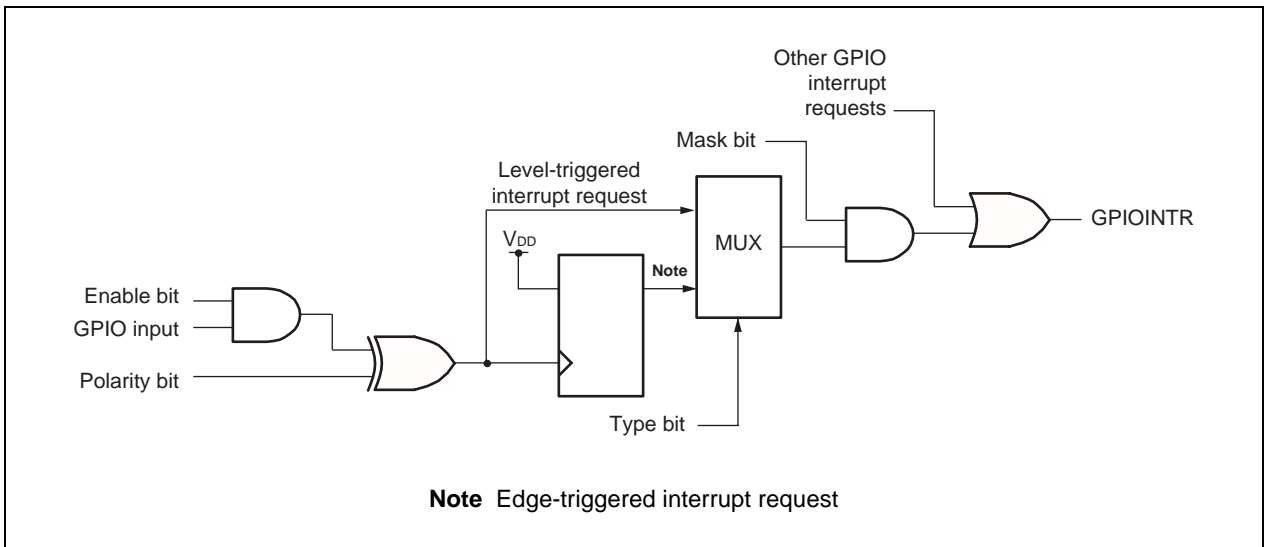 Other GPIO
interrupt
requests
Mask bit
Level-triggered
interrupt request
GPIOINTR
MUX
VDD
Note
Enable bit
GPIO input
Polarity bit
Type bit
Note Edge-triggered interrupt request